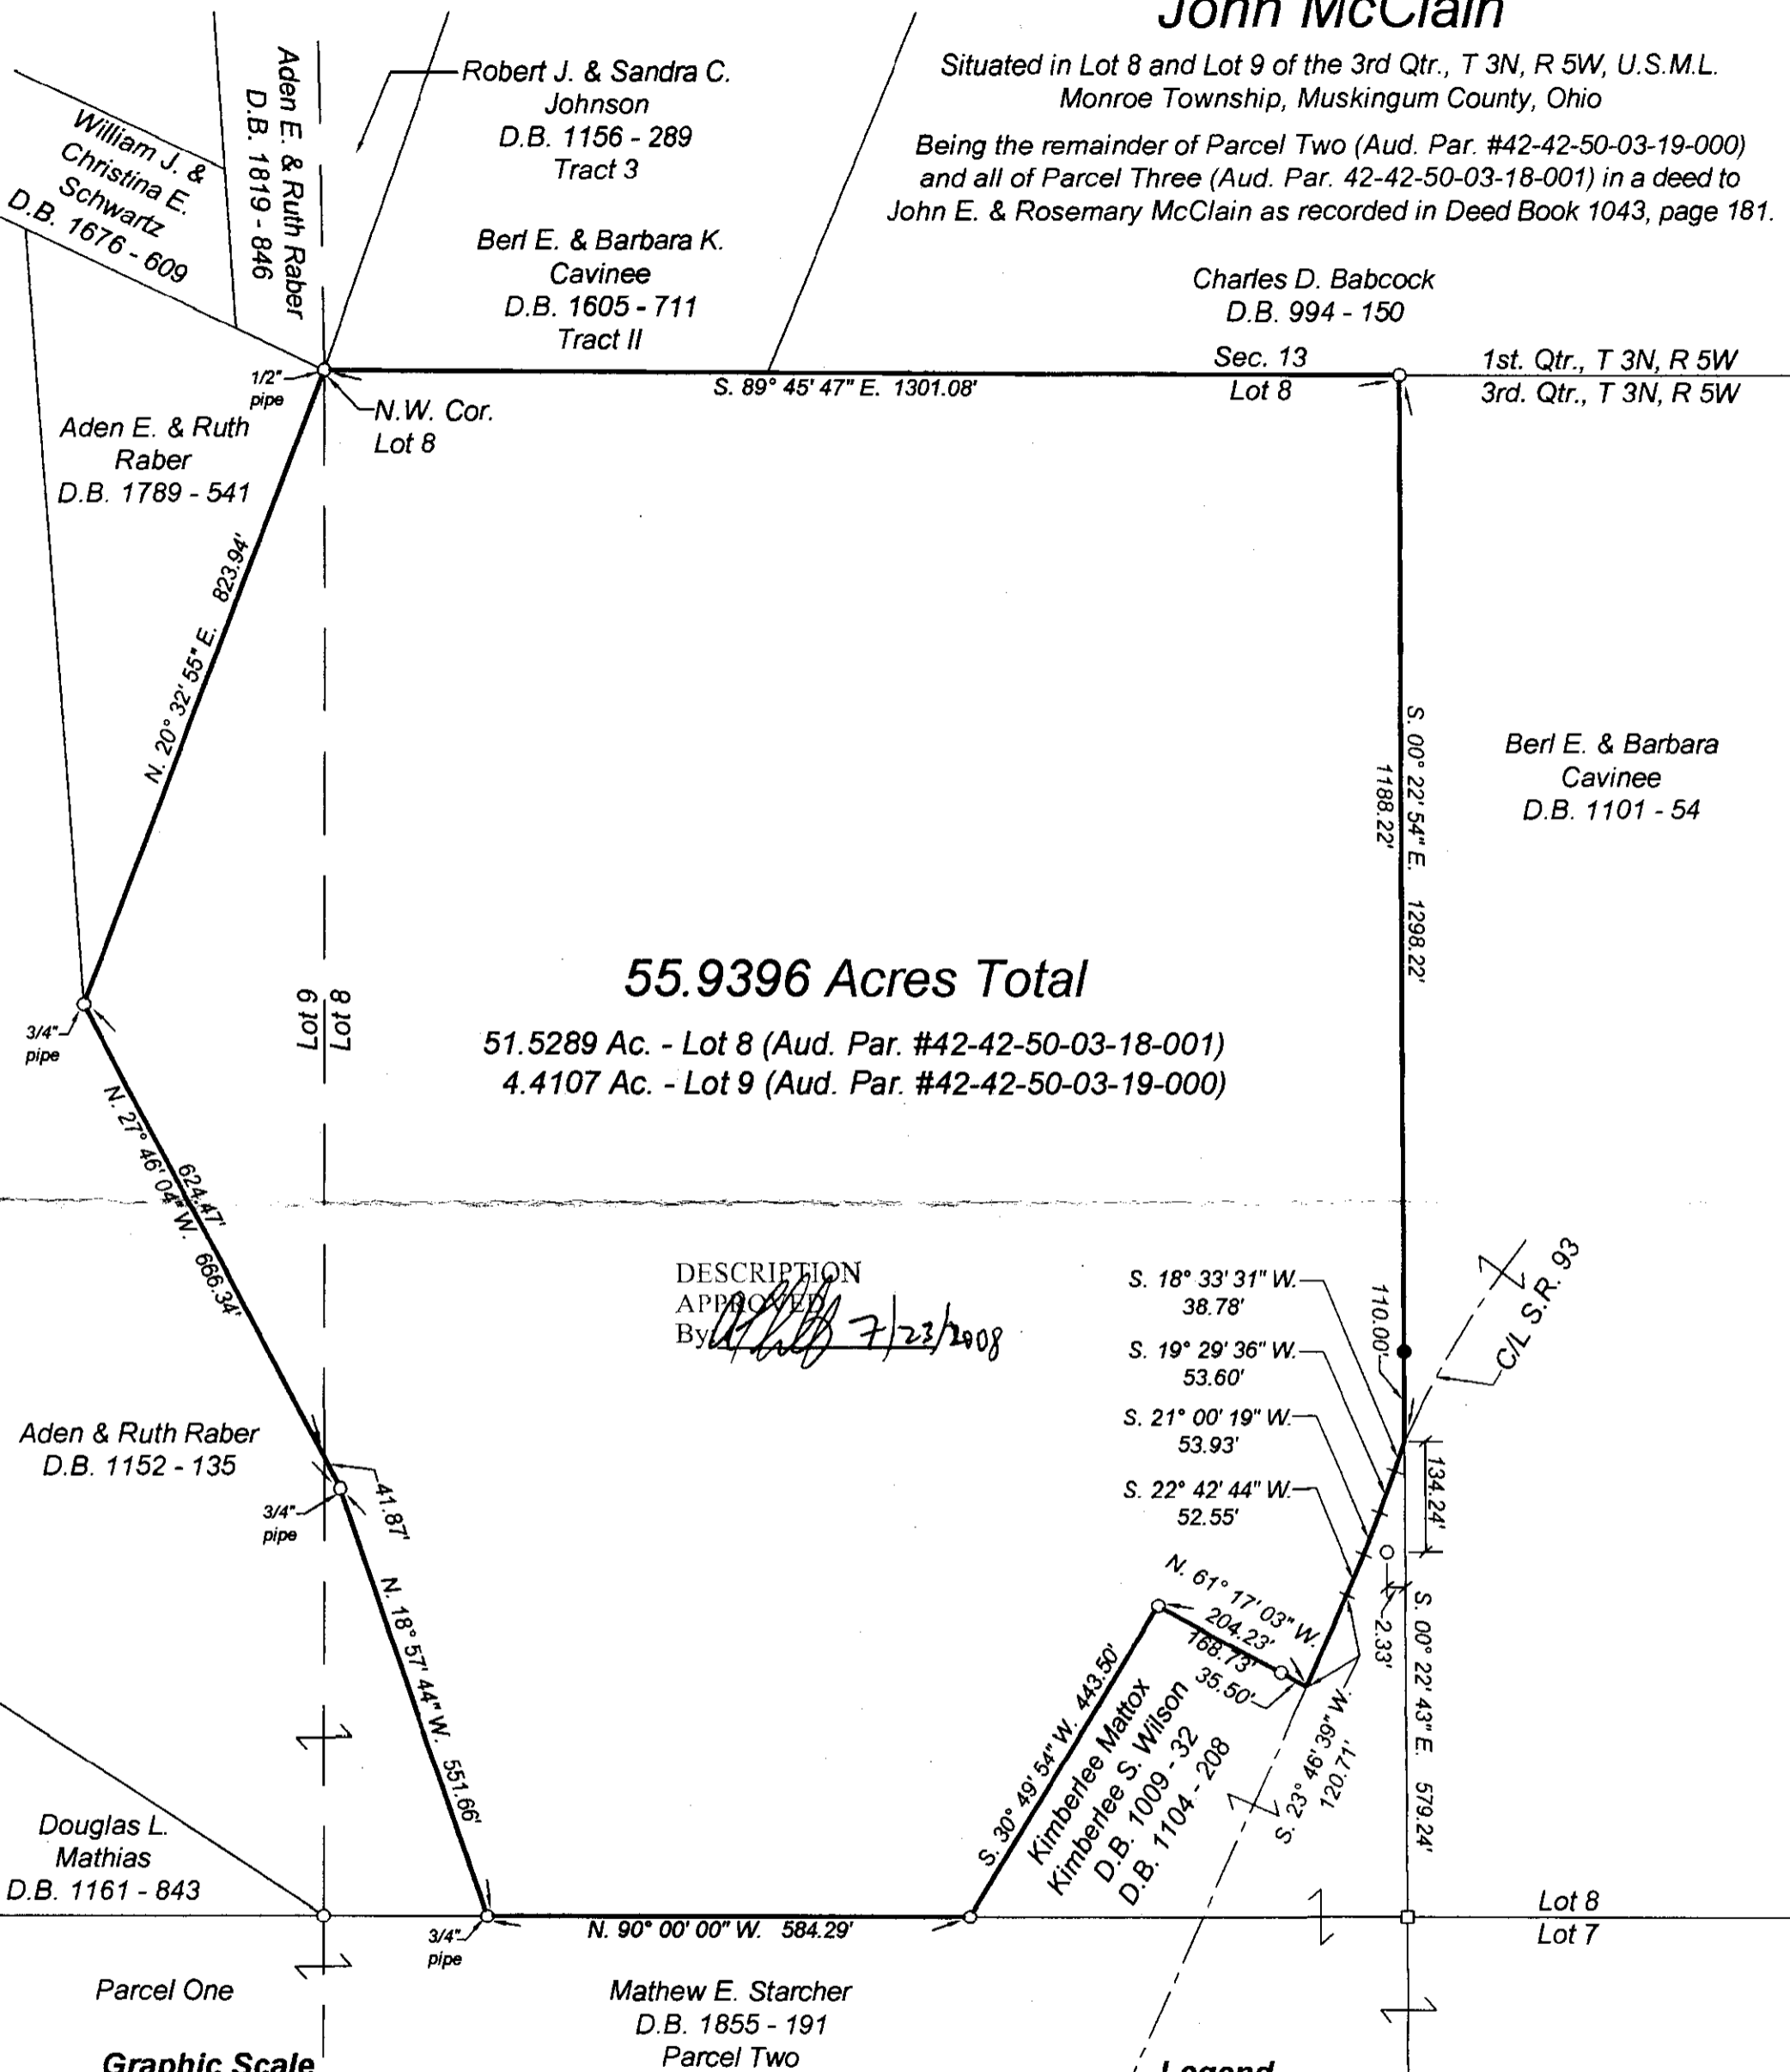 John McClain
Situated in Lot 8 and Lot 9 of the 3rd Qtr., T 3N, R 5W, U.S.M.L.
Monroe Township, Muskingum County, Ohio
Being the remainder of Parcel Two (Aud. Par. #42-42-50-03-19-000)
and all of Parcel Three (Aud. Par. 42-42-50-03-18-001) in a deed to
John E. & Rosemary McClain as recorded in Deed Book 1043, page 181.
William J. &
Christina E.
Schwartz
D.B. 1676 - 609
Aden E. & Ruth Raber
D.B. 1819 - 846
Robert J. & Sandra C.
Johnson
D.B. 1156 - 289
Tract 3
Berl E. & Barbara K.
Cavinee
D.B. 1605 - 711
Tract II
Charles D. Babcock
D.B. 994 - 150
Sec. 13
Lot 8
1st. Qtr., T 3N, R 5W
3rd. Qtr., T 3N, R 5W
1/2"
pipe
N.W. Cor.
Lot 8
S. 89° 45' 47" E. 1301.08'
Aden E. & Ruth
Raber
D.B. 1789 - 541
N. 20° 32' 55" E. 823.94'
S. 00° 22' 54" E. 1298.22'
1188.22'
Berl E. & Barbara
Cavinee
D.B. 1101 - 54
55.9396 Acres Total
51.5289 Ac. - Lot 8 (Aud. Par. #42-42-50-03-18-001)
4.4107 Ac. - Lot 9 (Aud. Par. #42-42-50-03-19-000)
Lot 8
Lot 9
3/4"
pipe
N. 27° 46' 04" W. 666.34'
624.47'
DESCRIPTION
APPROVED
By: 7/23/2008
S. 18° 33' 31" W.
38.78'
S. 19° 29' 36" W.
53.60'
S. 21° 00' 19" W.
53.93'
S. 22° 42' 44" W.
52.55'
110.00'
C/L S.R. 93
134.24'
2.33'
S. 00° 22' 43" E. 579.24'
Aden & Ruth Raber
D.B. 1152 - 135
3/4"
pipe
41.87'
N. 18° 57' 44" W. 551.66'
N. 61° 17' 03" W.
204.23'
168.73'
35.50'
S. 23° 46' 39" W.
120.71'
S. 30° 49' 54" W. 443.50'
Kimberlee Mattox
Kimberlee S. Wilson
D.B. 1009 - 32
D.B. 1104 - 208
Douglas L.
Mathias
D.B. 1161 - 843
3/4"
pipe
N. 90° 00' 00" W. 584.29'
Lot 8
Lot 7
Parcel One
Mathew E. Starcher
D.B. 1855 - 191
Parcel Two
Graphic Scale
Legend